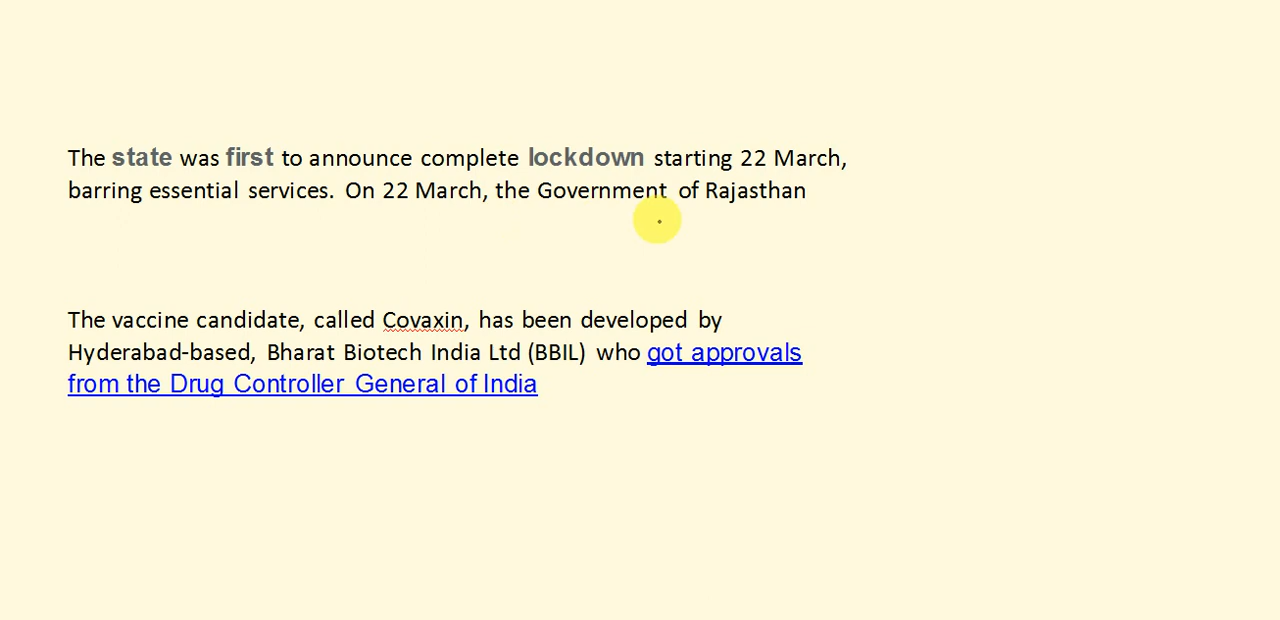 The state was first to announce complete lockdown starting 22 March,
barring essential services. On 22 March, the Government of Rajasthan
The vaccine candidate, called Covaxin, has been developed by
Hyderabad-based, Bharat Biotech India Ltd (BBIL) who got approvals
from the Drug Controller General of India